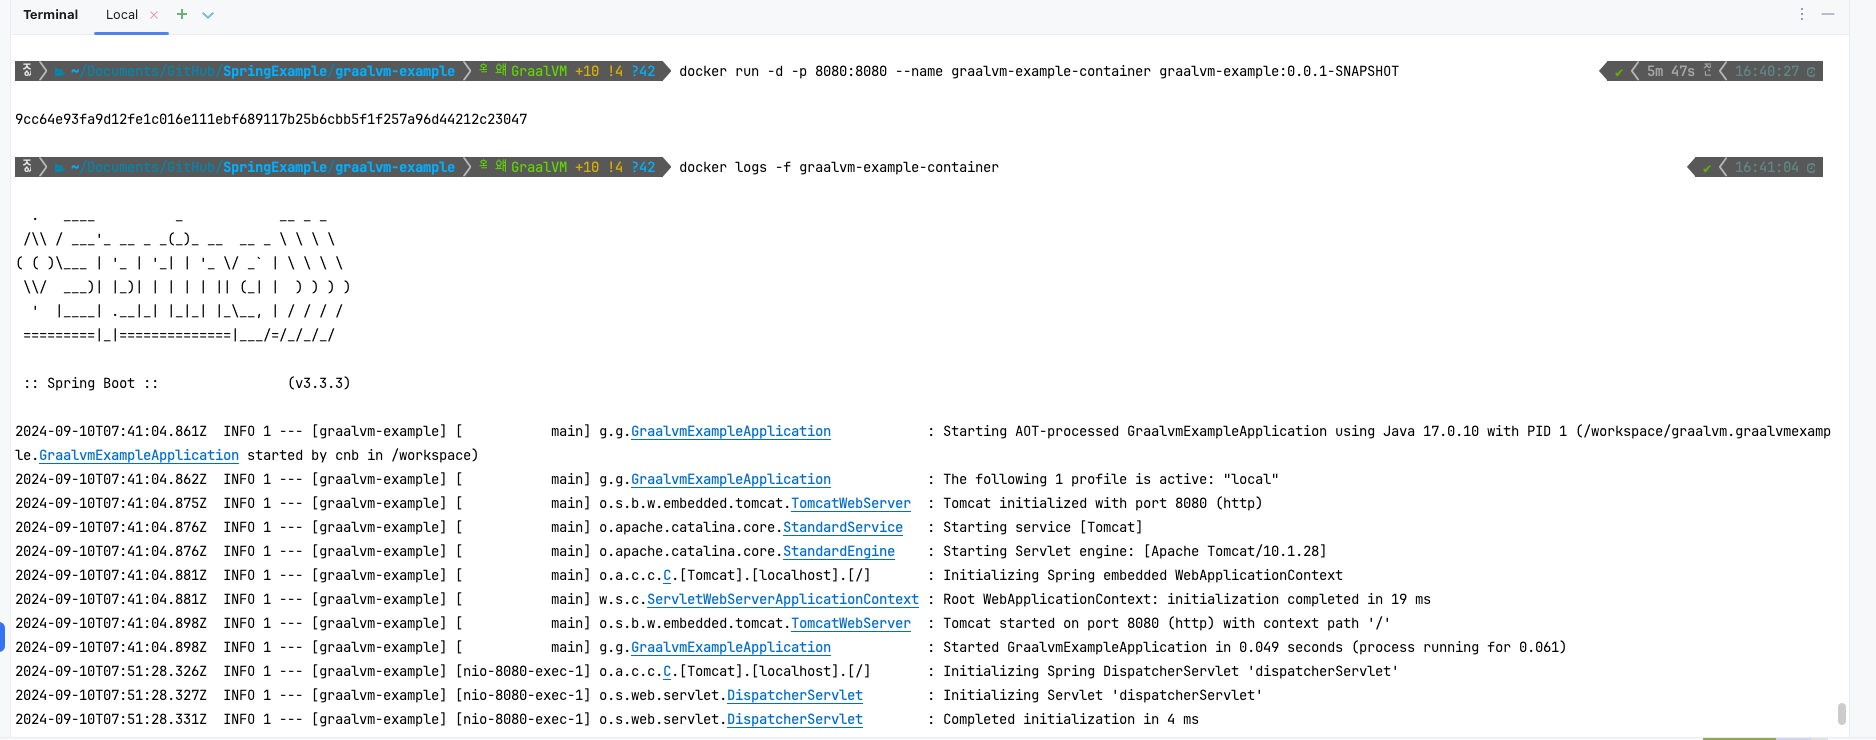 Terminal Local
~/Documents/GitHub/SpringExample/graalvm-example GraalVM +10 !4 ?42 docker run -d -p 8080:8080 --name graalvm-example-container graalvm-example:0.0.1-SNAPSHOT ✔ 5m 47s 16:40:27
9cc64e93fa9d12fe1c016e111ebf689117b25b6cbb5f1f257a96d44212c23047
~/Documents/GitHub/SpringExample/graalvm-example GraalVM +10 !4 ?42 docker logs -f graalvm-example-container ✔ 16:41:04
  .   ____          _            __ _ _
 /\\ / ___'_ __ _ _(_)_ __  __ _ \ \ \ \
( ( )\___ | '_ | '_| | '_ \/ _` | \ \ \ \
 \\/  ___)| |_)| | | | | || (_| |  ) ) ) )
  '  |____| .__|_| |_|_| |_\__, | / / / /
 =========|_|==============|___/=/_/_/_/
 :: Spring Boot ::                (v3.3.3)
2024-09-10T07:41:04.861Z  INFO 1 --- [graalvm-example] [           main] g.g.GraalvmExampleApplication            : Starting AOT-processed GraalvmExampleApplication using Java 17.0.10 with PID 1 (/workspace/graalvm.graalvmexamp
le.GraalvmExampleApplication started by cnb in /workspace)
2024-09-10T07:41:04.862Z  INFO 1 --- [graalvm-example] [           main] g.g.GraalvmExampleApplication            : The following 1 profile is active: "local"
2024-09-10T07:41:04.875Z  INFO 1 --- [graalvm-example] [           main] o.s.b.w.embedded.tomcat.TomcatWebServer  : Tomcat initialized with port 8080 (http)
2024-09-10T07:41:04.876Z  INFO 1 --- [graalvm-example] [           main] o.apache.catalina.core.StandardService   : Starting service [Tomcat]
2024-09-10T07:41:04.876Z  INFO 1 --- [graalvm-example] [           main] o.apache.catalina.core.StandardEngine    : Starting Servlet engine: [Apache Tomcat/10.1.28]
2024-09-10T07:41:04.881Z  INFO 1 --- [graalvm-example] [           main] o.a.c.c.C.[Tomcat].[localhost].[/]       : Initializing Spring embedded WebApplicationContext
2024-09-10T07:41:04.881Z  INFO 1 --- [graalvm-example] [           main] w.s.c.ServletWebServerApplicationContext : Root WebApplicationContext: initialization completed in 19 ms
2024-09-10T07:41:04.898Z  INFO 1 --- [graalvm-example] [           main] o.s.b.w.embedded.tomcat.TomcatWebServer  : Tomcat started on port 8080 (http) with context path '/'
2024-09-10T07:41:04.898Z  INFO 1 --- [graalvm-example] [           main] g.g.GraalvmExampleApplication            : Started GraalvmExampleApplication in 0.049 seconds (process running for 0.061)
2024-09-10T07:51:28.326Z  INFO 1 --- [graalvm-example] [nio-8080-exec-1] o.a.c.c.C.[Tomcat].[localhost].[/]       : Initializing Spring DispatcherServlet 'dispatcherServlet'
2024-09-10T07:51:28.327Z  INFO 1 --- [graalvm-example] [nio-8080-exec-1] o.s.web.servlet.DispatcherServlet        : Initializing Servlet 'dispatcherServlet'
2024-09-10T07:51:28.331Z  INFO 1 --- [graalvm-example] [nio-8080-exec-1] o.s.web.servlet.DispatcherServlet        : Completed initialization in 4 ms